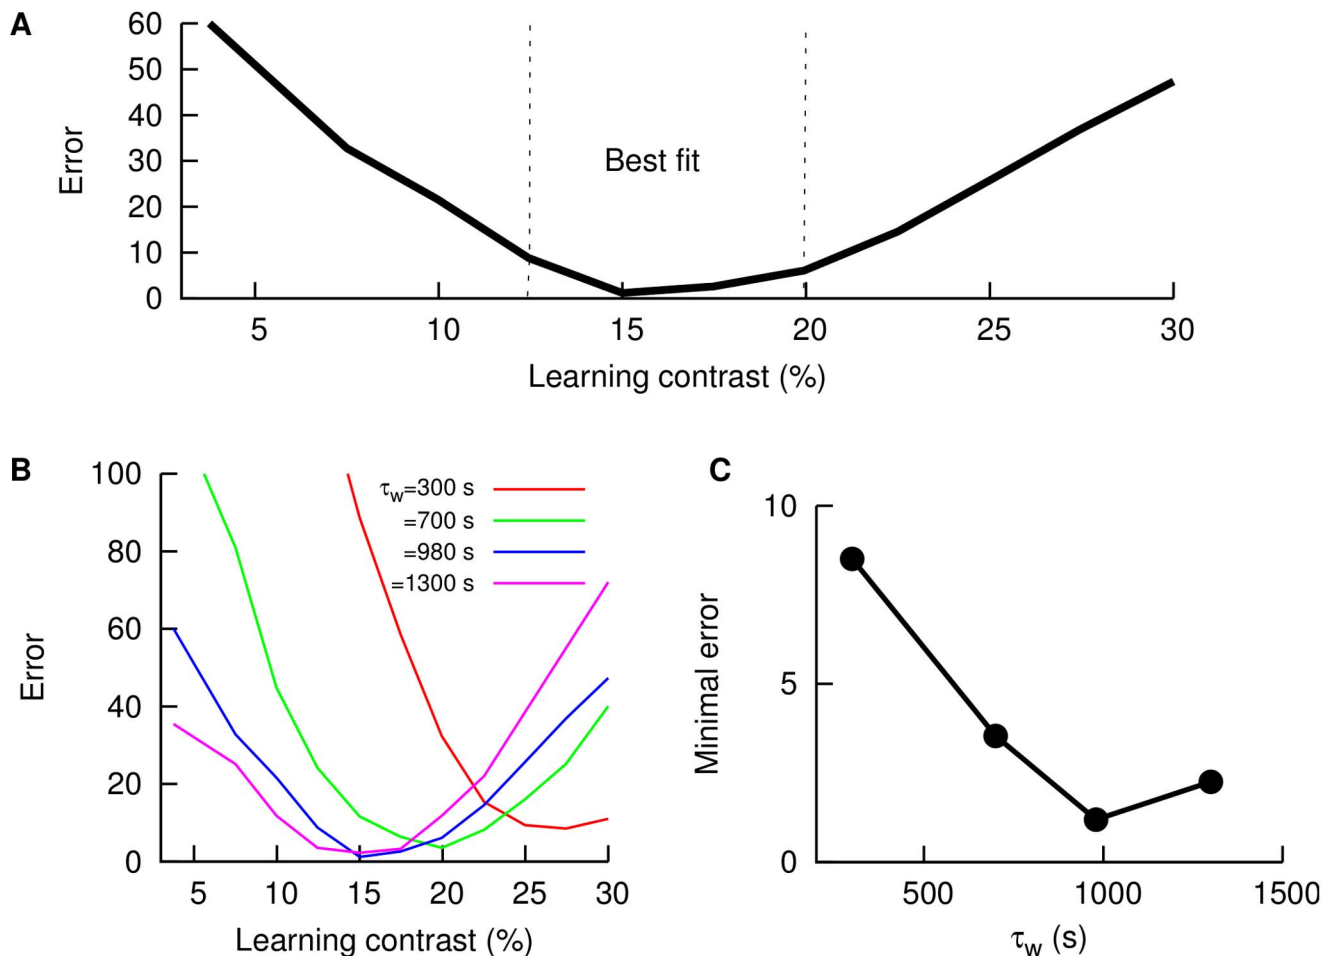 A
60
50
40
30
20
10
0
Error
Best fit
5 10 15 20 25 30
Learning contrast (%)
B
100
80
60
40
20
0
Error
τw=300 s
=700 s
=980 s
=1300 s
5 10 15 20 25 30
Learning contrast (%)
C
10
5
0
Minimal error
500 1000 1500
τw (s)